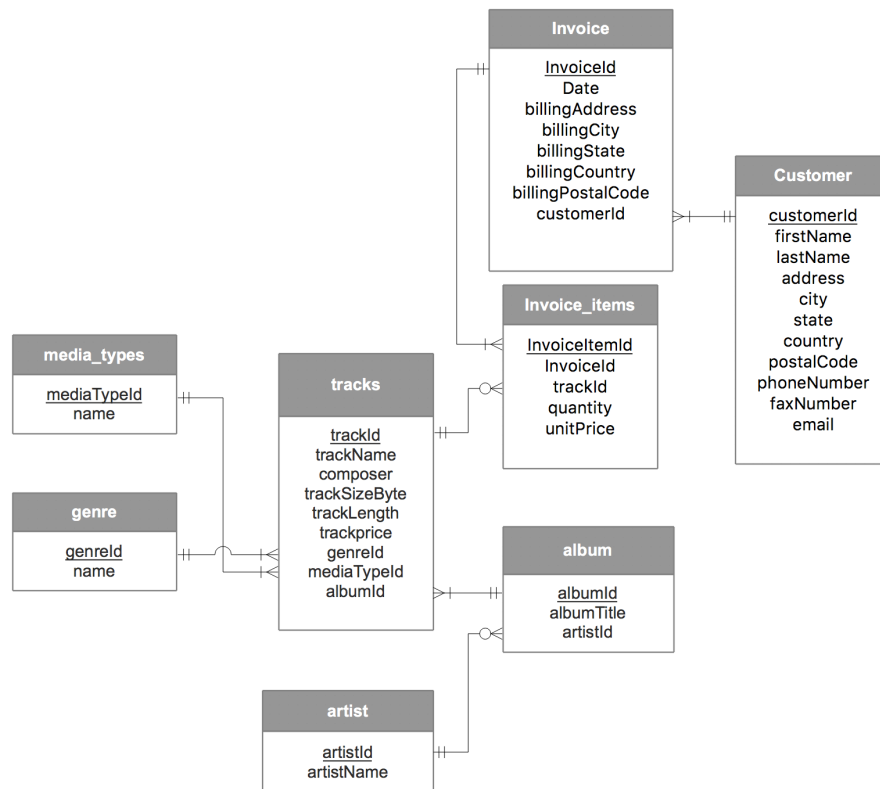 Invoice
InvoiceId
Date
billingAddress
billingCity
billingState
billingCountry
billingPostalCode
customerId
Customer
customerId
firstName
lastName
address
city
state
country
postalCode
phoneNumber
faxNumber
email
Invoice_items
InvoiceItemId
InvoiceId
trackId
quantity
unitPrice
media_types
mediaTypeId
name
tracks
trackId
trackName
composer
trackSizeByte
trackLength
trackprice
genreId
mediaTypeId
albumId
genre
genreId
name
album
albumId
albumTitle
artistId
artist
artistId
artistName